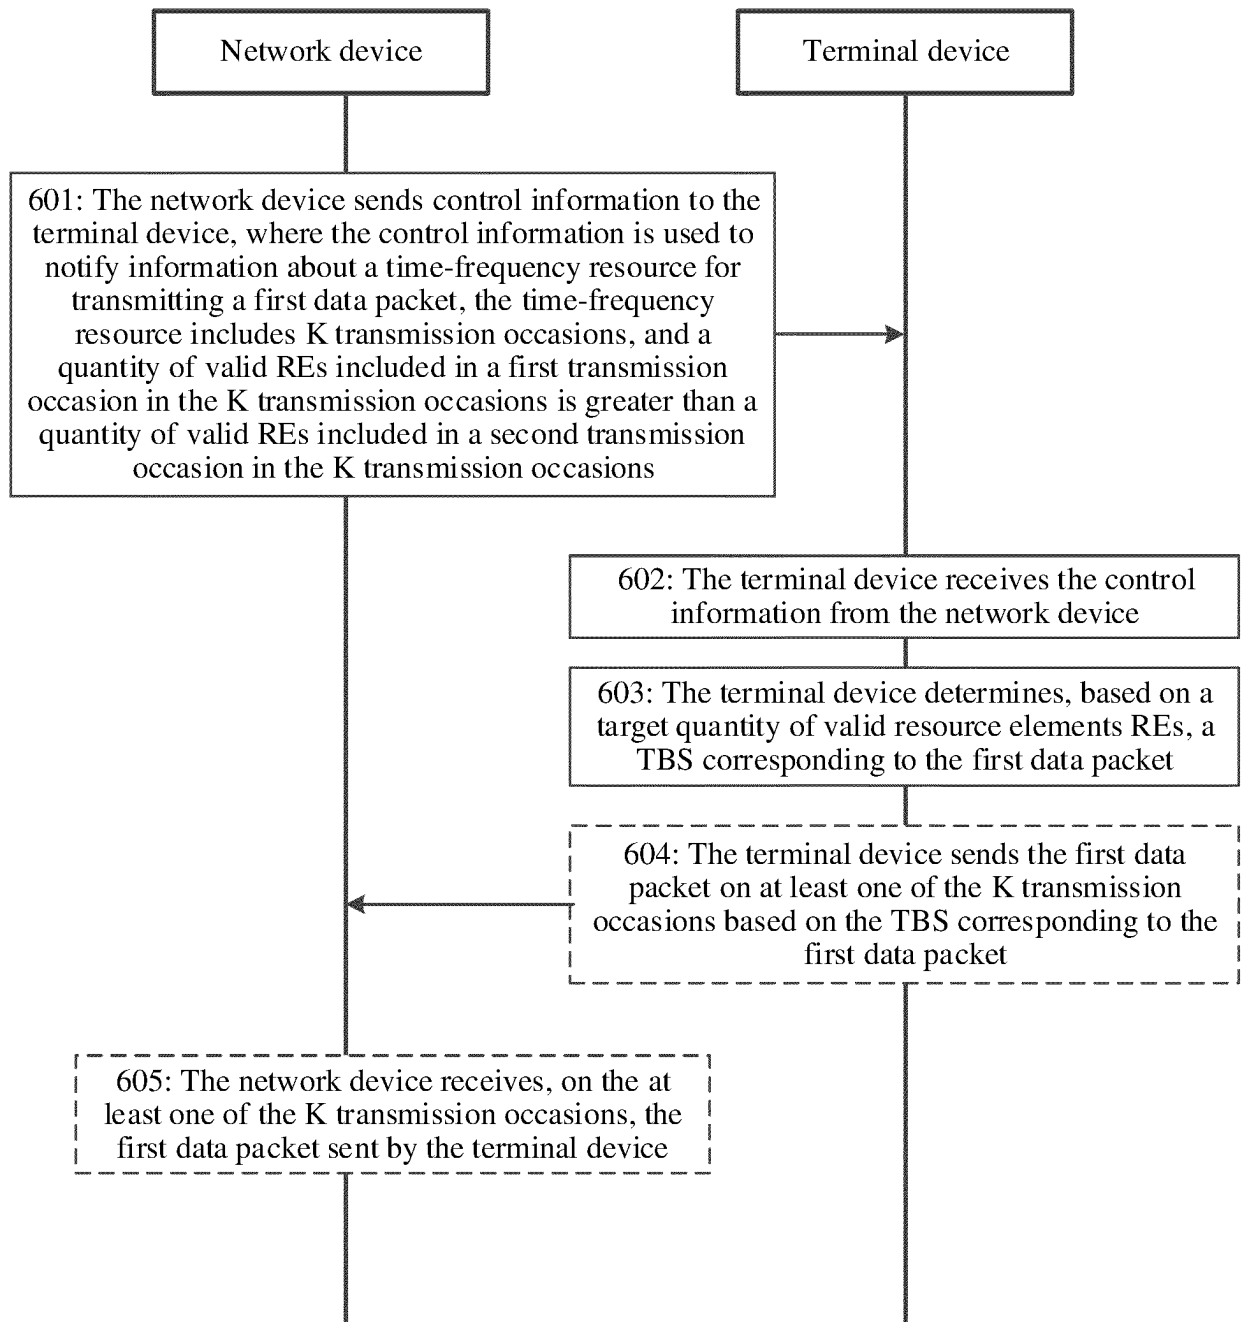 Network device
Terminal device
601: The network device sends control information to the
terminal device, where the control information is used to
notify information about a time-frequency resource for
transmitting a first data packet, the time-frequency
resource includes K transmission occasions, and a
quantity of valid REs included in a first transmission
occasion in the K transmission occasions is greater than a
quantity of valid REs included in a second transmission
occasion in the K transmission occasions
602: The terminal device receives the control
information from the network device
603: The terminal device determines, based on a
target quantity of valid resource elements REs, a
TBS corresponding to the first data packet
604: The terminal device sends the first data
packet on at least one of the K transmission
occasions based on the TBS corresponding to the
first data packet
605: The network device receives, on the at
least one of the K transmission occasions, the
first data packet sent by the terminal device